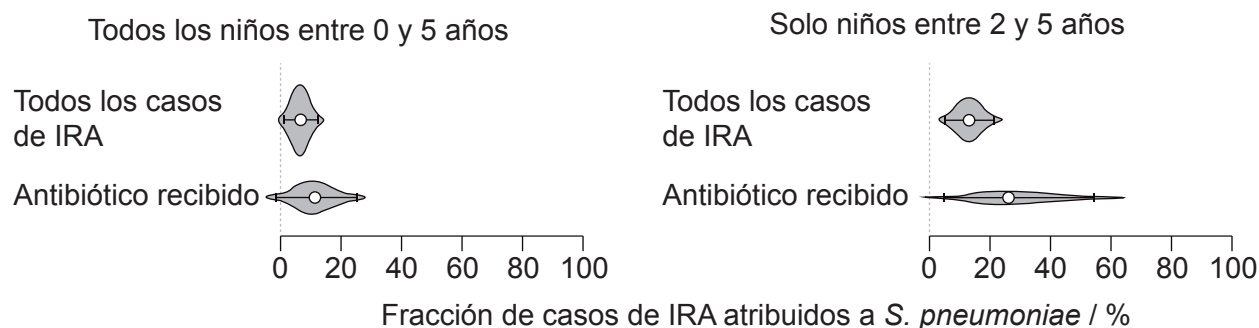 Todos los niños entre 0 y 5 años
Todos los casos
de IRA
Antibiótico recibido
0 20 40 60 80 100
Solo niños entre 2 y 5 años
Todos los casos
de IRA
Antibiótico recibido
0 20 40 60 80 100
Fracción de casos de IRA atribuidos a S. pneumoniae / %